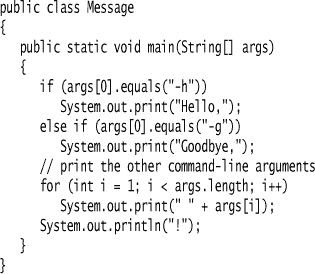 public class Message
{
   public static void main(String[] args)
   {
      if (args[0].equals("-h"))
         System.out.print("Hello,");
      else if (args[0].equals("-g"))
         System.out.print("Goodbye,");
      // print the other command-line arguments
      for (int i = 1; i < args.length; i++)
         System.out.print(" " + args[i]);
      System.out.println("!");
   }
}